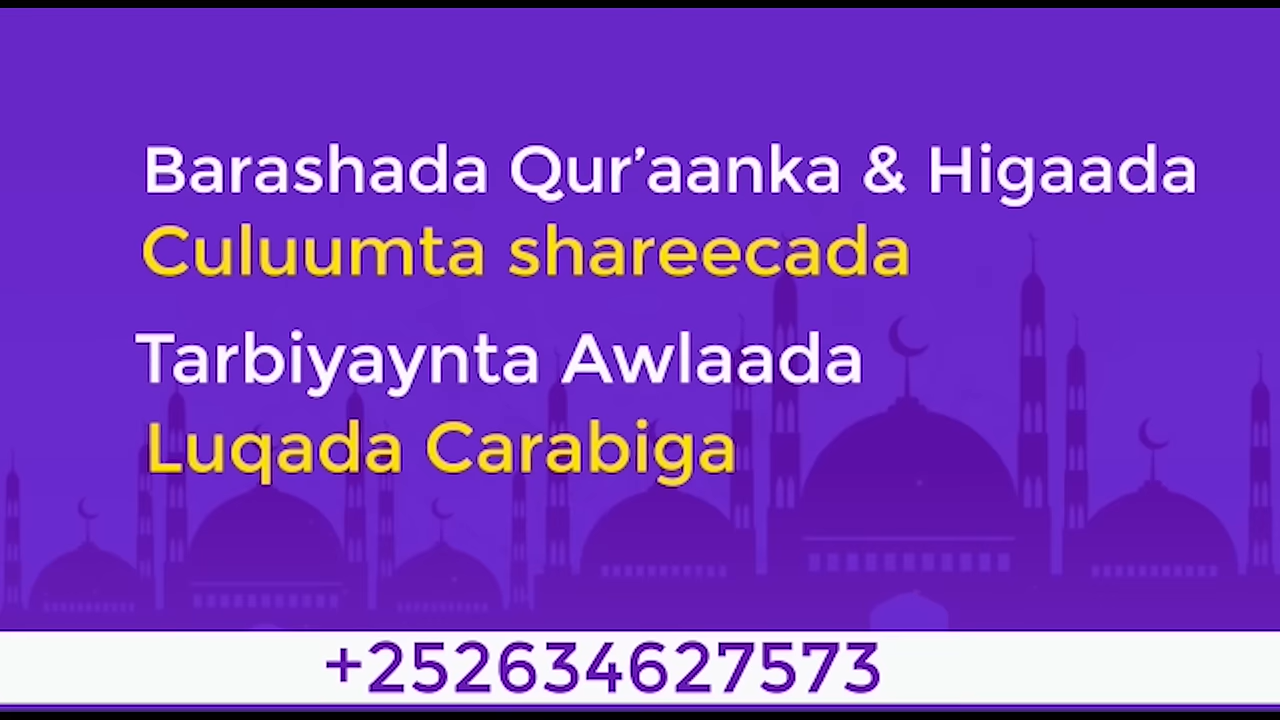 Barashada Qur’aanka & Higaada
Culuumta shareecada
Tarbiyaynta Awlaada
Luqada Carabiga
+252634627573